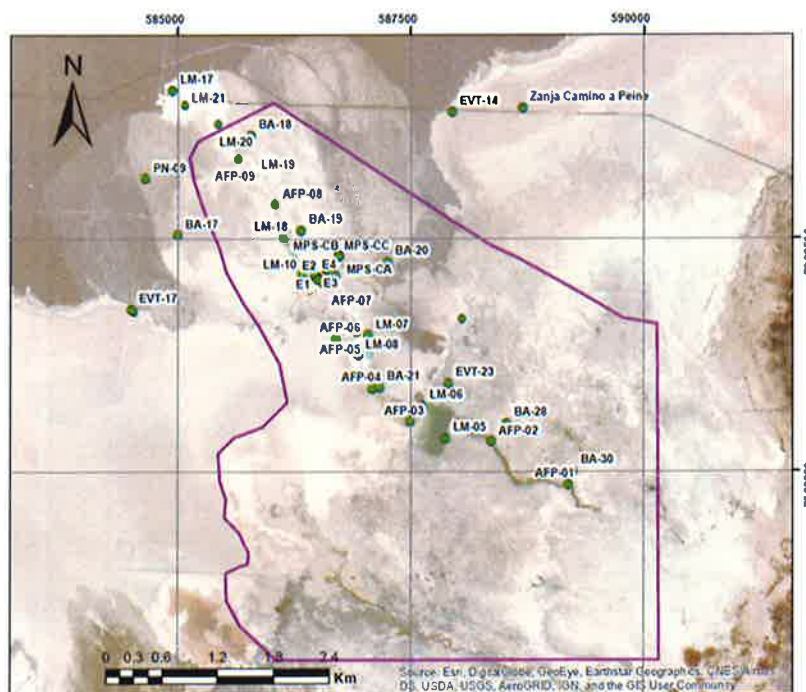 585000 587500 590000
N
LM-17
LM-21
EVT-14
Zanja Camino a Peine
BA-18
LM-20
LM-19
AFP-09
PN-09
AFP-08
BA-19
BA-17
LM-18
MPS-CB
MPS-CC
BA-20
LM-10
E2
E4
MPS-CA
E1
E3
AFP-07
EVT-17
AFP-06
LM-07
LM-08
AFP-05
EVT-23
AFP-04
BA-21
LM-06
AFP-03
BA-28
LM-05
AFP-02
BA-30
AFP-01
0 0.3 0.6 1.2 1.8 2.4
Km
Source: Esri, DigitalGlobe, GeoEye, Earthstar Geographics, CNES/Airbus
DS, USDA, USGS, AeroGRID, IGN, and the GIS User Community